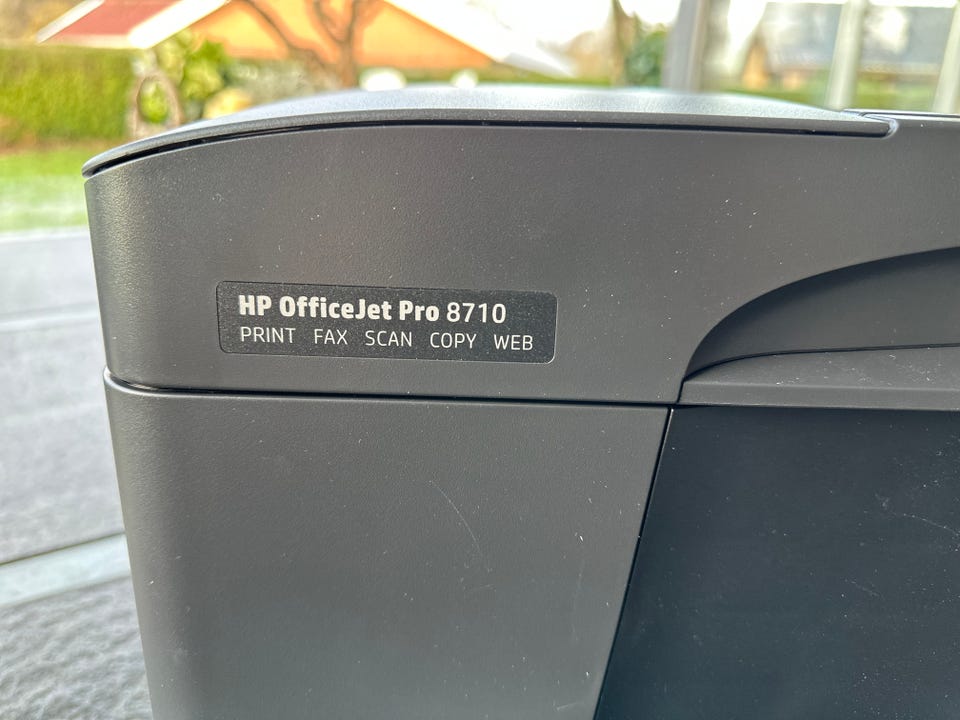 HP OfficeJet Pro 8710
PRINT FAX SCAN COPY WEB